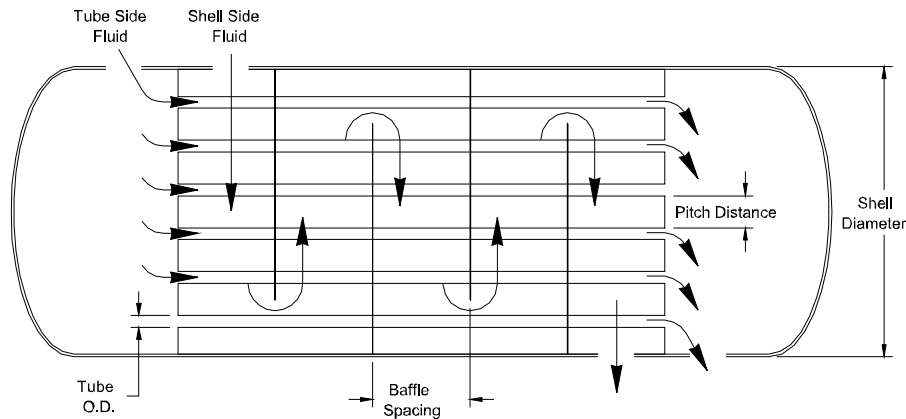 Tube Side
Fluid
Shell Side
Fluid
Pitch Distance
Shell
Diameter
Tube
O.D.
Baffle
Spacing